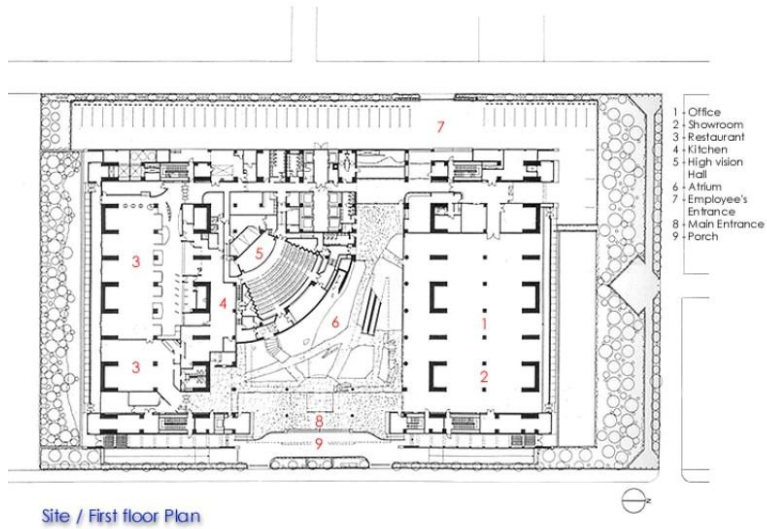 7
1 - Office
2 - Showroom
3 - Restaurant
4 - Kitchen
5 - High vision
Hall
6 - Atrium
7 - Employee's
Entrance
8 - Main Entrance
9 - Porch
5
3
4
6
1
3
2
8
9
N
Site / First floor Plan